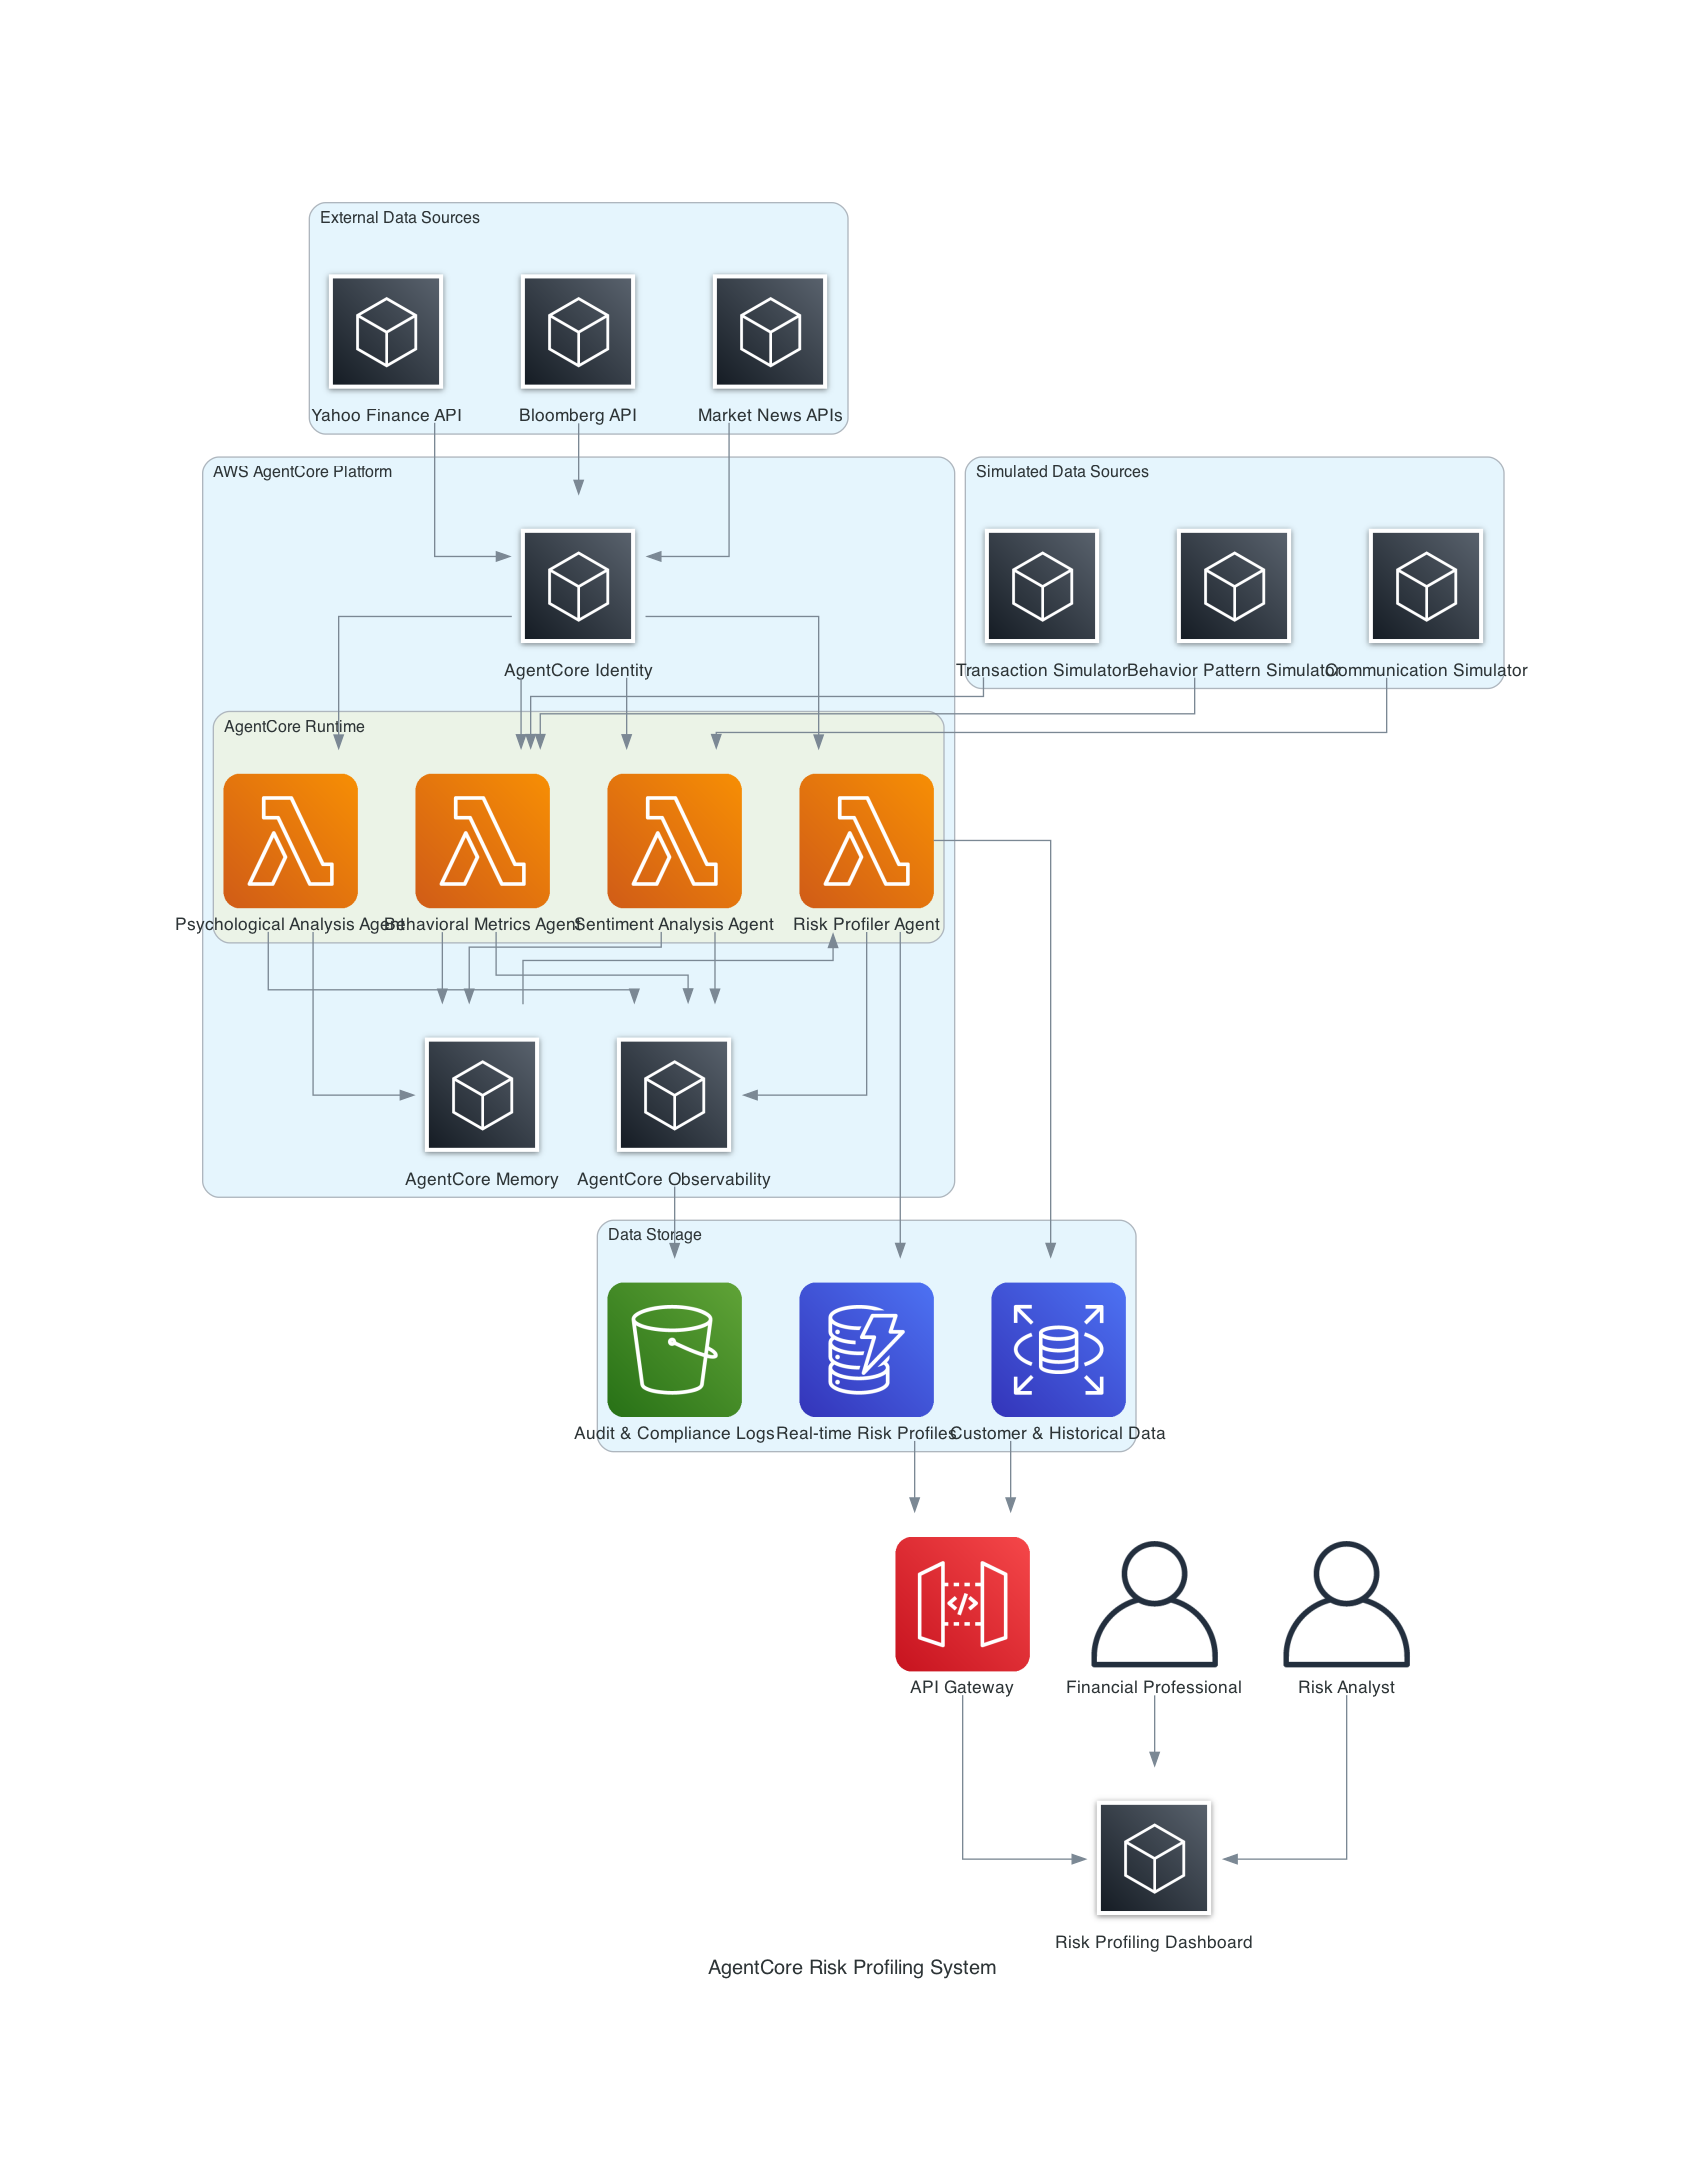 External Data Sources
Yahoo Finance API
Bloomberg API
Market News APIs
AWS AgentCore Platform
Simulated Data Sources
AgentCore Identity
Transaction Simulator
Behavior Pattern Simulator
Communication Simulator
AgentCore Runtime
Psychological Analysis Agent
Behavioral Metrics Agent
Sentiment Analysis Agent
Risk Profiler Agent
AgentCore Memory
AgentCore Observability
Data Storage
Audit & Compliance Logs
Real-time Risk Profiles
Customer & Historical Data
API Gateway
Financial Professional
Risk Analyst
Risk Profiling Dashboard
AgentCore Risk Profiling System